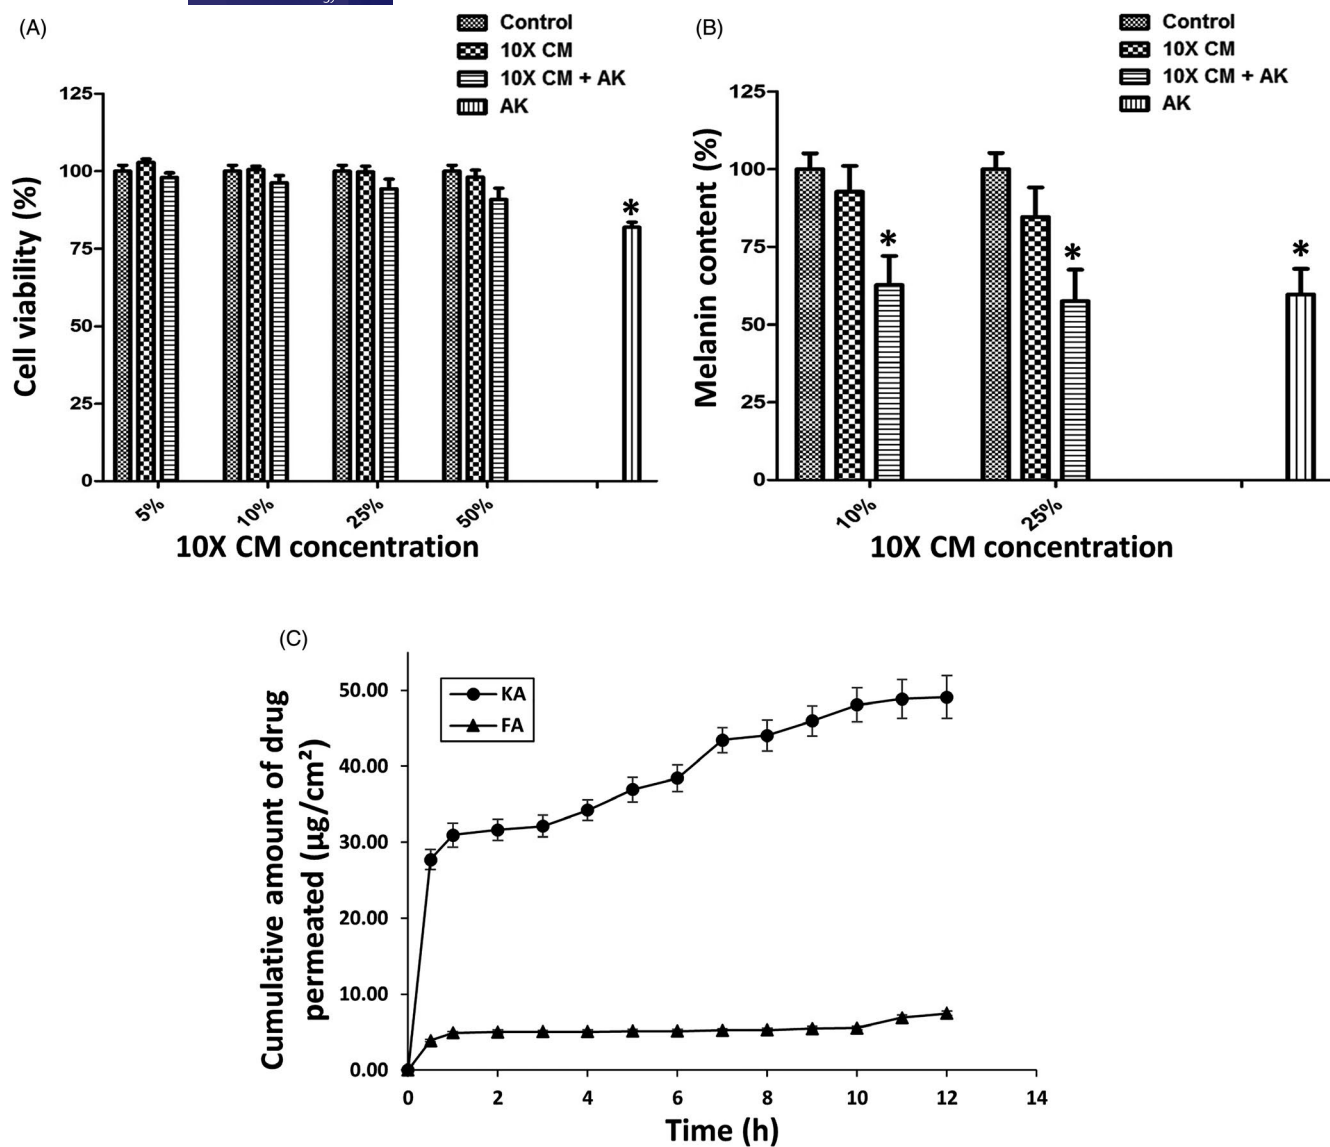 (A)
Control
10X CM
10X CM + AK
AK
Cell viability (%)
125
100
75
50
25
0
5%
10%
25%
50%
10X CM concentration
(B)
Control
10X CM
10X CM + AK
AK
Melanin content (%)
125
100
75
50
25
0
10%
25%
10X CM concentration
*
*
*
*
(C)
KA
FA
Cumulative amount of drug
permeated (µg/cm²)
50.00
40.00
30.00
20.00
10.00
0.00
0
2
4
6
8
10
12
14
Time (h)